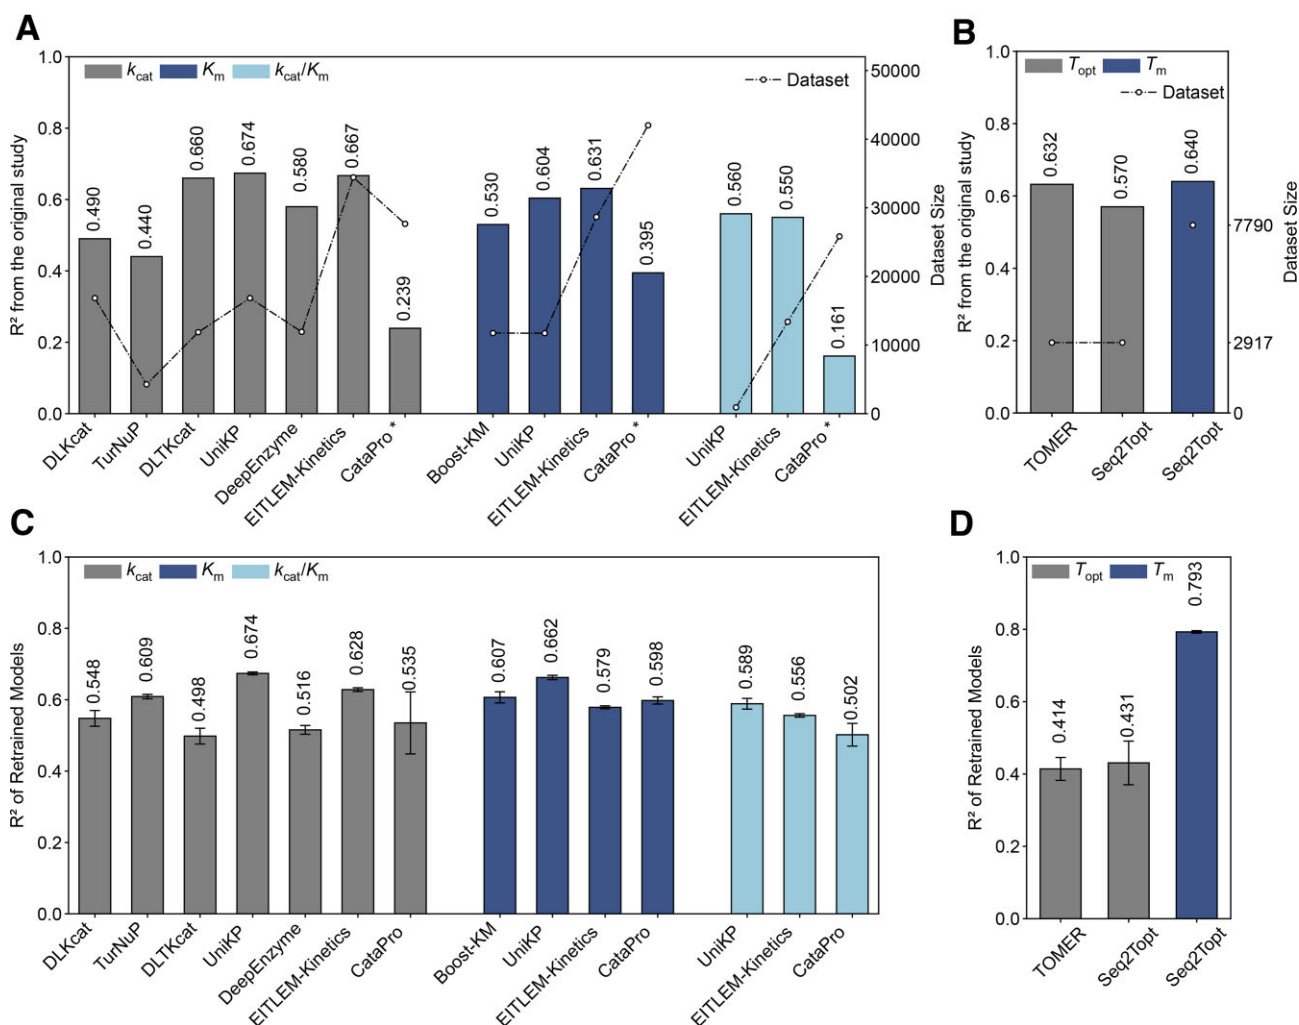 A
kcat Km kcat/Km
Dataset
R² from the original study
Dataset Size
1.0
0.8
0.6
0.4
0.2
0.0
50000
40000
30000
20000
10000
0
0.490
0.440
0.660
0.674
0.580
0.667
0.239
0.530
0.604
0.631
0.395
0.560
0.550
0.161
DLKcat
TurNuP
DLTKcat
UniKP
DeepEnzyme
EITLEM-Kinetics
CataPro *
Boost-KM
UniKP
EITLEM-Kinetics
CataPro *
UniKP
EITLEM-Kinetics
CataPro *
B
Topt Tm
Dataset
R² from the original study
Dataset Size
1.0
0.8
0.6
0.4
0.2
0.0
7790
2917
0
0.632
0.570
0.640
TOMER
Seq2Topt
Seq2Topt
C
kcat Km kcat/Km
R² of Retrained Models
1.0
0.8
0.6
0.4
0.2
0.0
0.548
0.609
0.498
0.674
0.516
0.628
0.535
0.607
0.662
0.579
0.598
0.589
0.556
0.502
DLKcat
TurNuP
DLTKcat
UniKP
DeepEnzyme
EITLEM-Kinetics
CataPro
Boost-KM
UniKP
EITLEM-Kinetics
CataPro
UniKP
EITLEM-Kinetics
CataPro
D
Topt Tm
R² of Retrained Models
1.0
0.8
0.6
0.4
0.2
0.0
0.414
0.431
0.793
TOMER
Seq2Topt
Seq2Topt